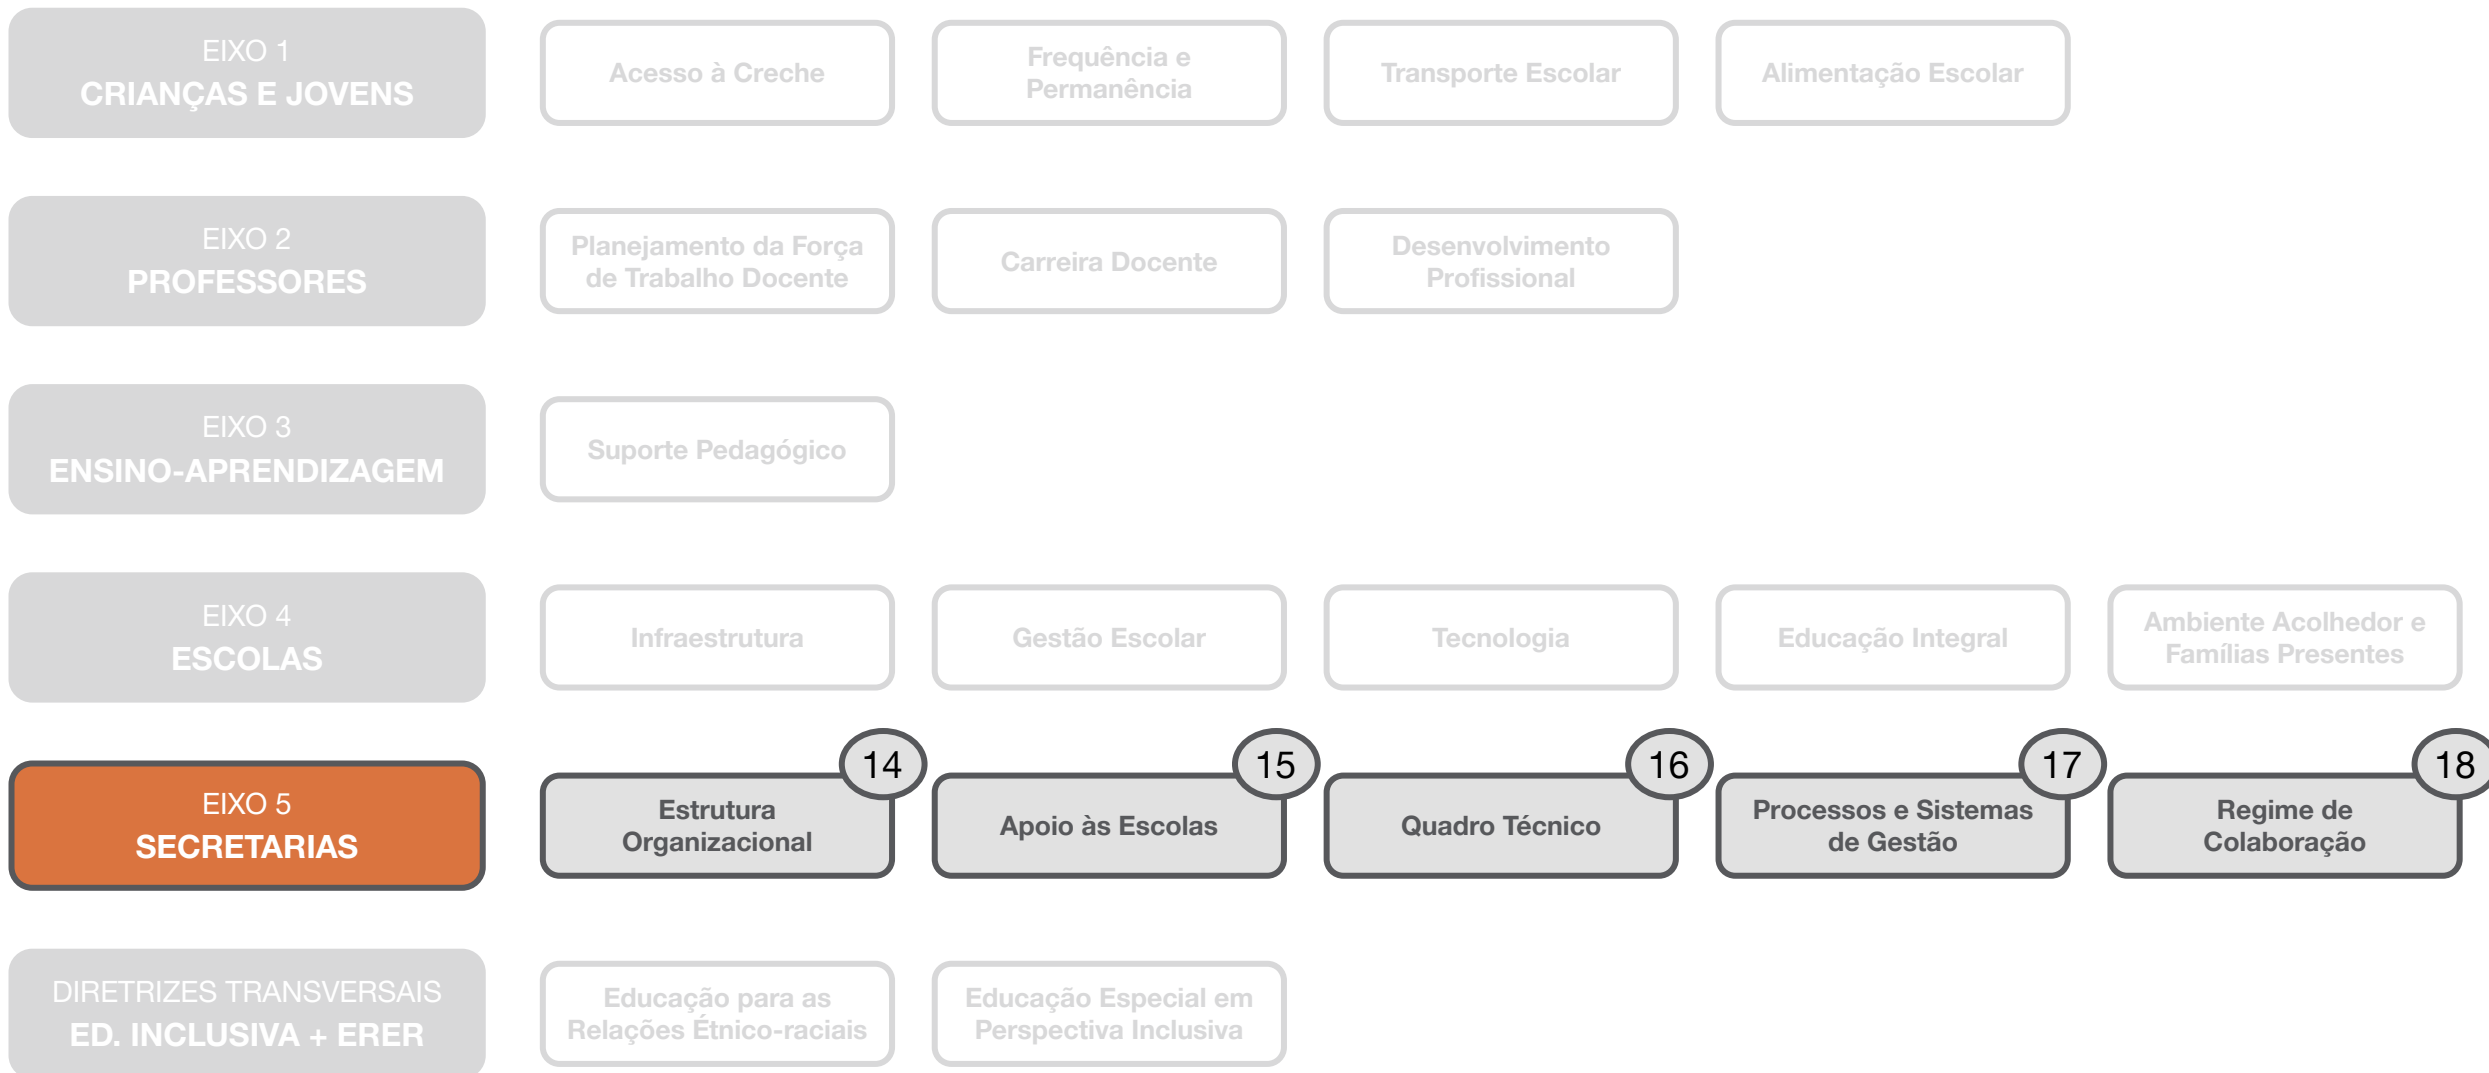 EIXO 1
CRIANÇAS E JOVENS
Acesso à Creche
Frequência e
Permanência
Transporte Escolar
Alimentação Escolar
EIXO 2
PROFESSORES
Planejamento da Força
de Trabalho Docente
Carreira Docente
Desenvolvimento
Profissional
EIXO 3
ENSINO-APRENDIZAGEM
Suporte Pedagógico
EIXO 4
ESCOLAS
Infraestrutura
Gestão Escolar
Tecnologia
Educação Integral
Ambiente Acolhedor e
Famílias Presentes
EIXO 5
SECRETARIAS
14
Estrutura
Organizacional
15
Apoio às Escolas
16
Quadro Técnico
17
Processos e Sistemas
de Gestão
18
Regime de
Colaboração
DIRETRIZES TRANSVERSAIS
ED. INCLUSIVA + ERER
Educação para as
Relações Étnico-raciais
Educação Especial em
Perspectiva Inclusiva